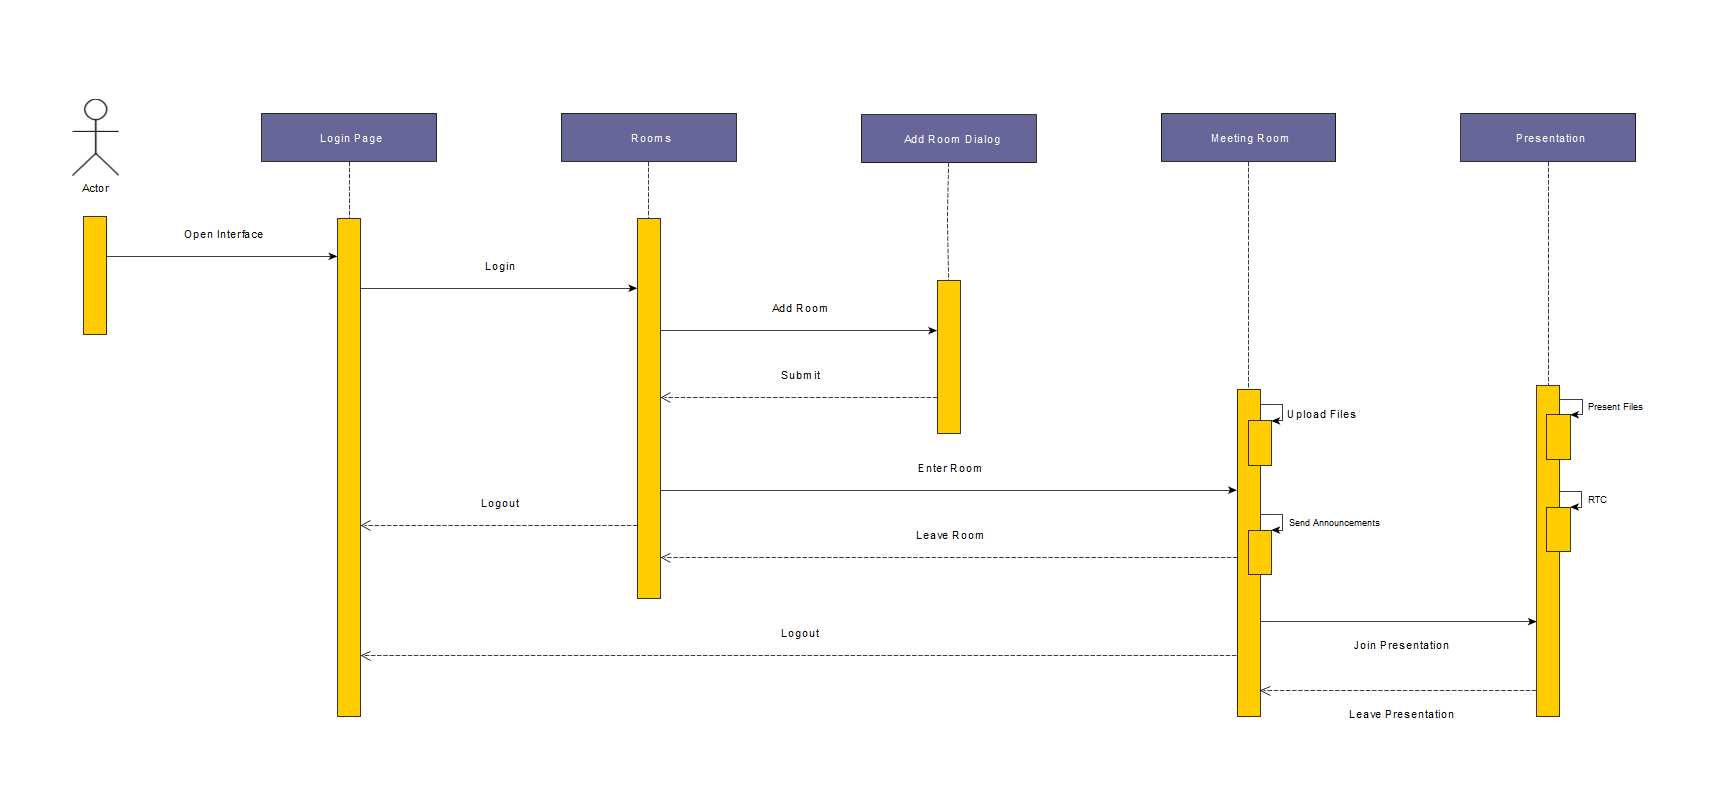 Login Page
Rooms
Add Room Dialog
Meeting Room
Presentation
Actor
Open Interface
Login
Add Room
Submit
Present Files
Upload Files
Enter Room
RTC
Logout
Send Announcements
Leave Room
Logout
Join Presentation
Leave Presentation